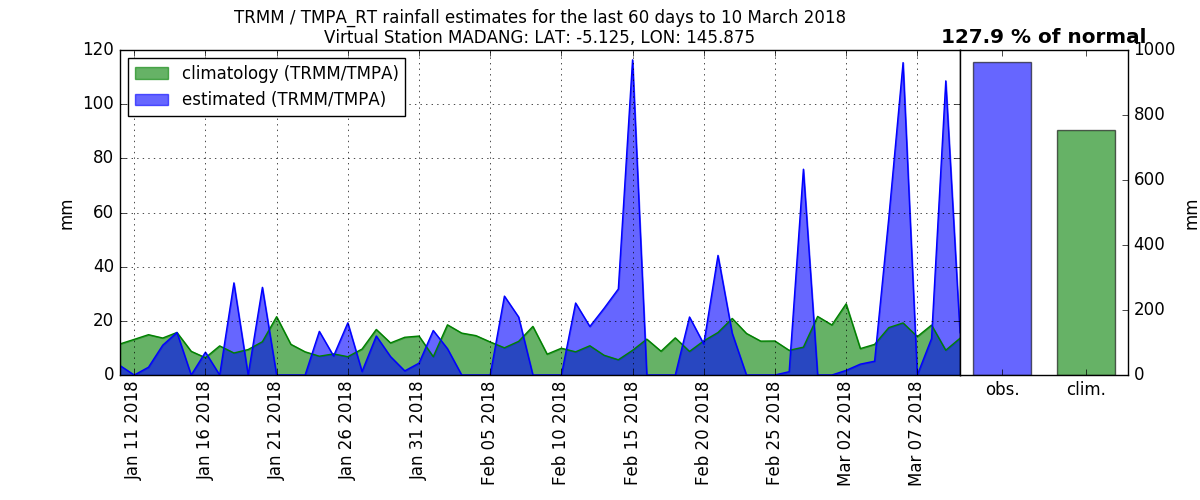 TRMM / TMPA_RT rainfall estimates for the last 60 days to 10 March 2018
Virtual Station MADANG: LAT: -5.125, LON: 145.875
127.9 % of normal
climatology (TRMM/TMPA)
estimated (TRMM/TMPA)
120
100
80
60
40
20
0
mm
Jan 11 2018
Jan 16 2018
Jan 21 2018
Jan 26 2018
Jan 31 2018
Feb 05 2018
Feb 10 2018
Feb 15 2018
Feb 20 2018
Feb 25 2018
Mar 02 2018
Mar 07 2018
obs.
clim.
1000
800
600
400
200
0
mm